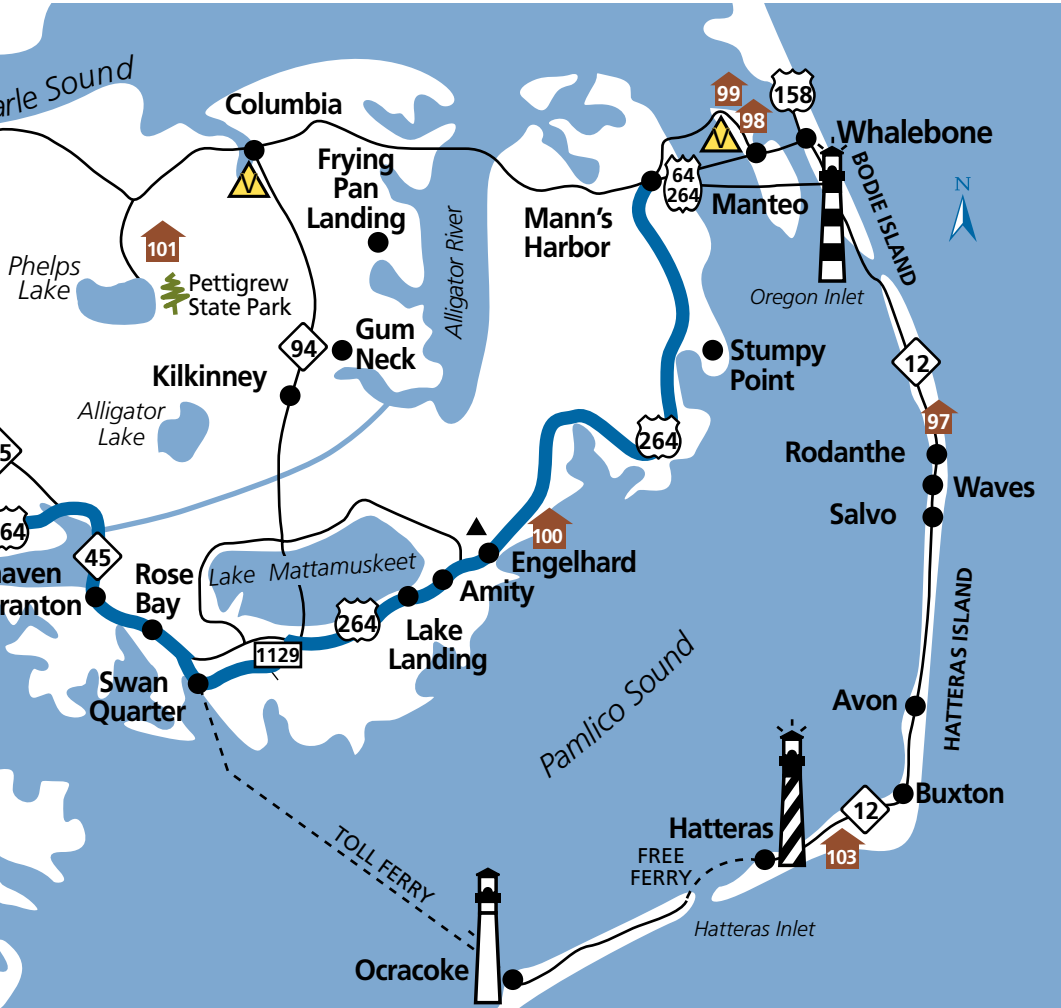 arle Sound
Columbia
99
98
158
Whalebone
BODIE ISLAND
N
Frying
Pan
Landing
64
264
Manteo
Mann's
Harbor
Alligator River
101
Phelps
Lake
Pettigrew
State Park
Oregon Inlet
94
Gum
Neck
Stumpy
Point
12
Kilkinney
Alligator
Lake
97
264
Rodanthe
Waves
Salvo
5
64
45
100
Engelhard
haven
ranton
Rose
Bay
Lake Mattamuskeet
Amity
264
Lake
Landing
1129
Swan
Quarter
HATTERAS ISLAND
Pamlico Sound
Avon
Buxton
12
Hatteras
103
FREE
FERRY
TOLL FERRY
Hatteras Inlet
Ocracoke